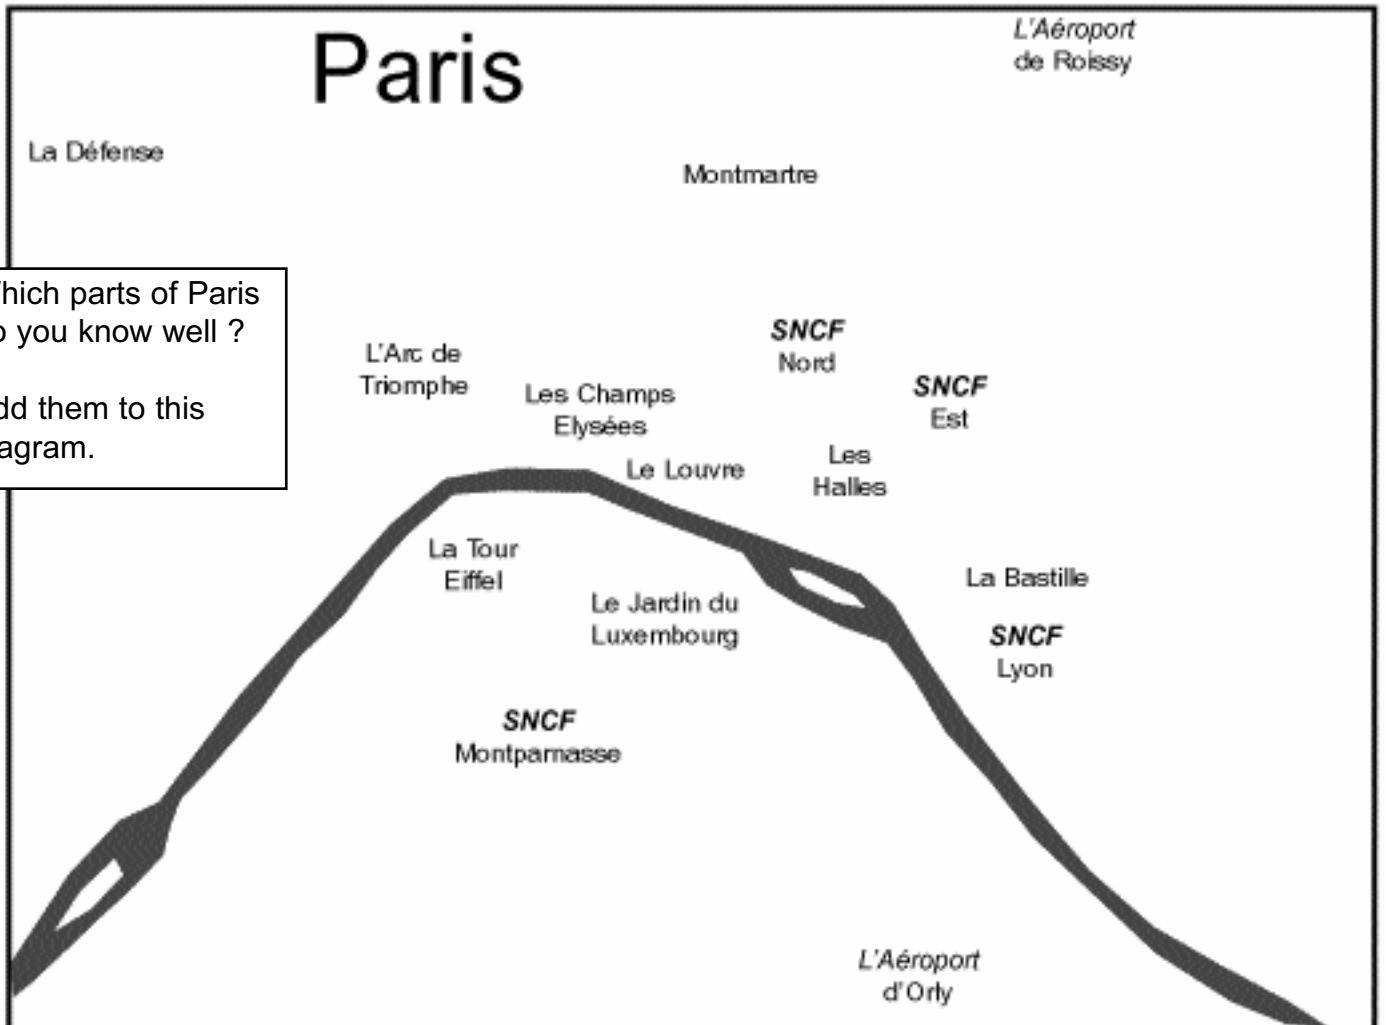 Paris
L'Aéroport
de Roissy
La Défense
Montmartre
hich parts of Paris
you know well ?
dd them to this
agram.
L'Arc de
Triomphe
Les Champs
Elysées
SNCF
Nord
SNCF
Est
Le Louvre
Les
Halles
La Tour
Eiffel
Le Jardin du
Luxembourg
La Bastille
SNCF
Lyon
SNCF
Montparnasse
L'Aéroport
d'Orly